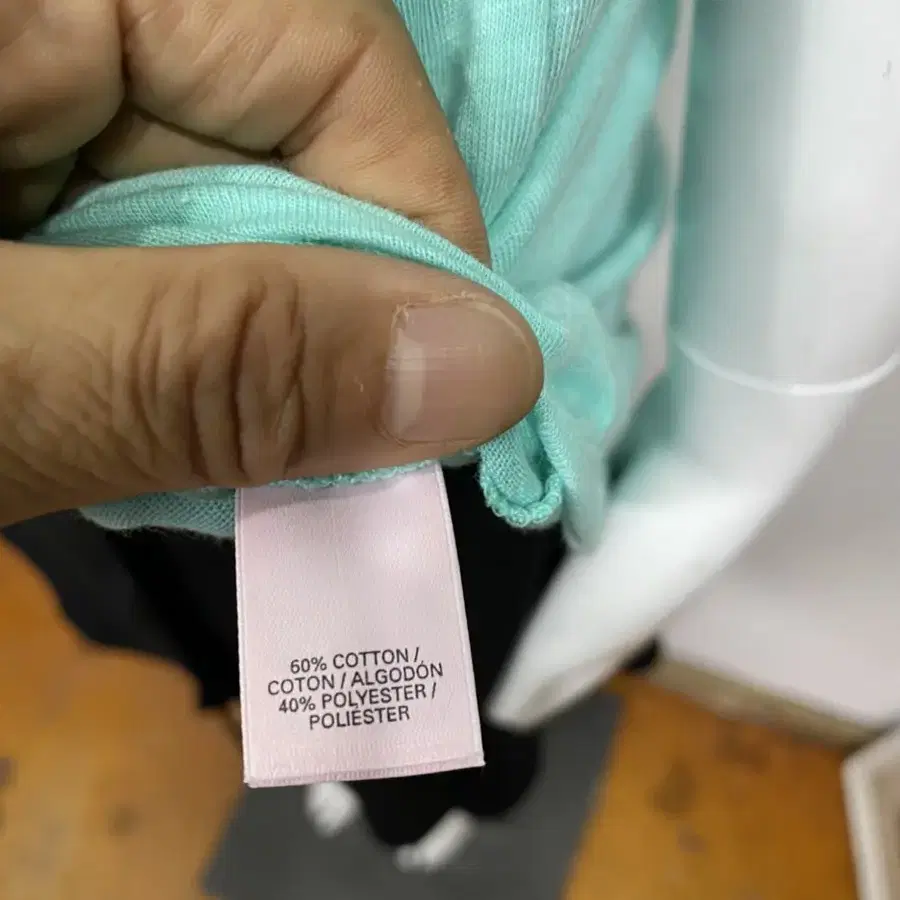 60% COTTON /
COTON / ALGODÓN
40% POLYESTER /
POLIÉSTER